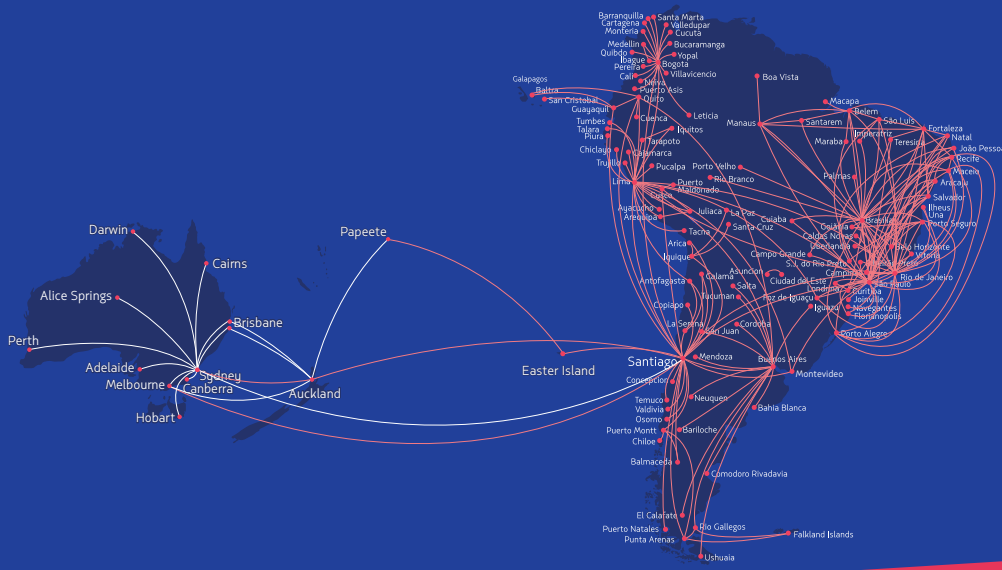 Barranquilla
Santa Marta
Cartagena
Valledupar
Monteria
Cucuta
Medellin
Bucaramanga
Quibdo
Yopal
Ibague
Bogota
Pereira
Villavicencio
Cali
Neiva
Puerto Asis
Galapagos
Baltra
San Cristobal
Quito
Guayaquil
Cuenca
Leticia
Tumbes
Talara
Iquitos
Piura
Tarapoto
Chiclayo
Cajamarca
Trujillo
Pucalpa
Porto Velho
Lima
Puerto
Maldonado
Rio Branco
Cusco
Ayacucho
Arequipa
Juliaca
La Paz
Santa Cruz
Tacna
Arica
Iquique
Boa Vista
Macapa
Belem
Manaus
Santarem
São Luis
Imperatriz
Fortaleza
Maraba
Teresina
Natal
João Pessoa
Recife
Maceio
Palmas
Aracaju
Salvador
Ilheus
Una
Porto Seguro
Cuiaba
Brasilia
Goiania
Caldas Novas
Uberlandia
Belo Horizonte
Vitoria
Campo Grande
S.J. do Rio Preto
Campinas
Rio de Janeiro
São Paulo
Londrina
Curitiba
Joinville
Navegantes
Florianopolis
Asuncion
Ciudad del Este
Foz de Iguaçu
Iguazu
Porto Alegre
Calama
Antofagasta
Salta
Tucuman
Copiapo
La Serena
San Juan
Cordoba
Santiago
Mendoza
Buenos Aires
Montevideo
Concepcion
Temuco
Neuquen
Valdivia
Bahia Blanca
Osorno
Puerto Montt
Bariloche
Chiloe
Balmaceda
Comodoro Rivadavia
El Calafate
Puerto Natales
Rio Gallegos
Punta Arenas
Falkland Islands
Ushuaia
Papeete
Easter Island
Darwin
Cairns
Alice Springs
Brisbane
Perth
Adelaide
Sydney
Melbourne
Canberra
Auckland
Hobart